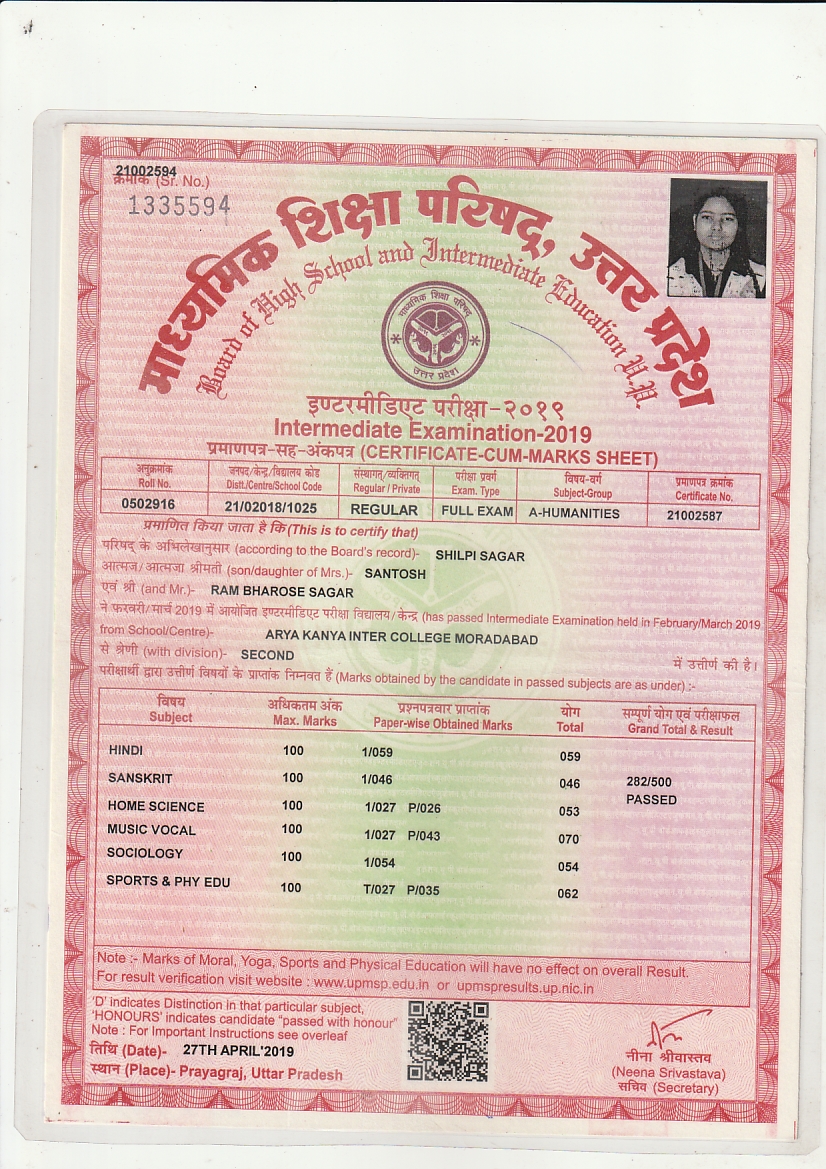 21002594
क्रमांक (Sr. No.)
1335594
माध्यमिक शिक्षा परिषद्, उत्तर प्रदेश
Board of High School and Intermediate Education U.P.
माध्यमिक शिक्षा परिषद
उत्तर प्रदेश
इण्टरमीडिएट परीक्षा-२०१९
Intermediate Examination-2019
प्रमाणपत्र-सह-अंकपत्र (CERTIFICATE-CUM-MARKS SHEET)
अनुक्रमांक जनपद/केन्द्र/विद्यालय कोड संस्थागत्/व्यक्तिगत् परीक्षा प्रवर्ग विषय-वर्ग प्रमाणपत्र क्रमांक
Roll No. Distt./Centre/School Code Regular / Private Exam. Type Subject-Group Certificate No.
0502916 21/02018/1025 REGULAR FULL EXAM A-HUMANITIES 21002587
प्रमाणित किया जाता है कि (This is to certify that)
परिषद् के अभिलेखानुसार (according to the Board's record)- SHILPI SAGAR
आत्मज/आत्मजा श्रीमती (son/daughter of Mrs.)- SANTOSH
एवं श्री (and Mr.)- RAM BHAROSE SAGAR
ने फरवरी/मार्च 2019 में आयोजित इण्टरमीडिएट परीक्षा विद्यालय/केन्द्र (has passed Intermediate Examination held in February/March 2019
from School/Centre)- ARYA KANYA INTER COLLEGE MORADABAD
से श्रेणी (with division)- SECOND में उत्तीर्ण की है।
परीक्षार्थी द्वारा उत्तीर्ण विषयों के प्राप्तांक निम्नवत हैं (Marks obtained by the candidate in passed subjects are as under) :-
विषय अधिकतम अंक प्रश्नपत्रवार प्राप्तांक योग सम्पूर्ण योग एवं परीक्षाफल
Subject Max. Marks Paper-wise Obtained Marks Total Grand Total & Result
HINDI 100 1/059 059
SANSKRIT 100 1/046 046 282/500
PASSED
HOME SCIENCE 100 1/027 P/026 053
MUSIC VOCAL 100 1/027 P/043 070
SOCIOLOGY 100 1/054 054
SPORTS & PHY EDU 100 T/027 P/035 062
Note :- Marks of Moral, Yoga, Sports and Physical Education will have no effect on overall Result.
For result verification visit website : www.upmsp.edu.in or upmspresults.up.nic.in
'D' indicates Distinction in that particular subject,
'HONOURS' indicates candidate "passed with honour"
Note : For Important Instructions see overleaf
तिथि (Date)- 27TH APRIL'2019
स्थान (Place)- Prayagraj, Uttar Pradesh
नीना श्रीवास्तव
(Neena Srivastava)
सचिव (Secretary)